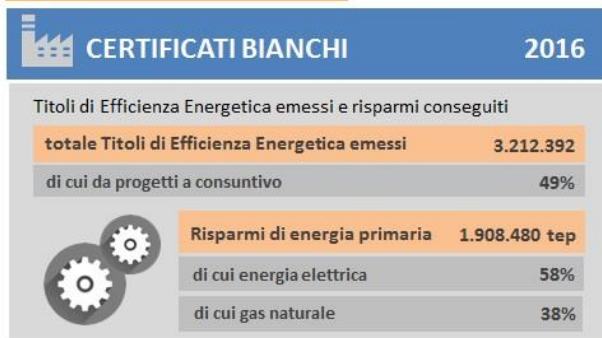 CERTIFICATI BIANCHI 2016
Titoli di Efficienza Energetica emessi e risparmi conseguiti
totale Titoli di Efficienza Energetica emessi 3.212.392
di cui da progetti a consuntivo 49%
Risparmi di energia primaria 1.908.480 tep
di cui energia elettrica 58%
di cui gas naturale 38%